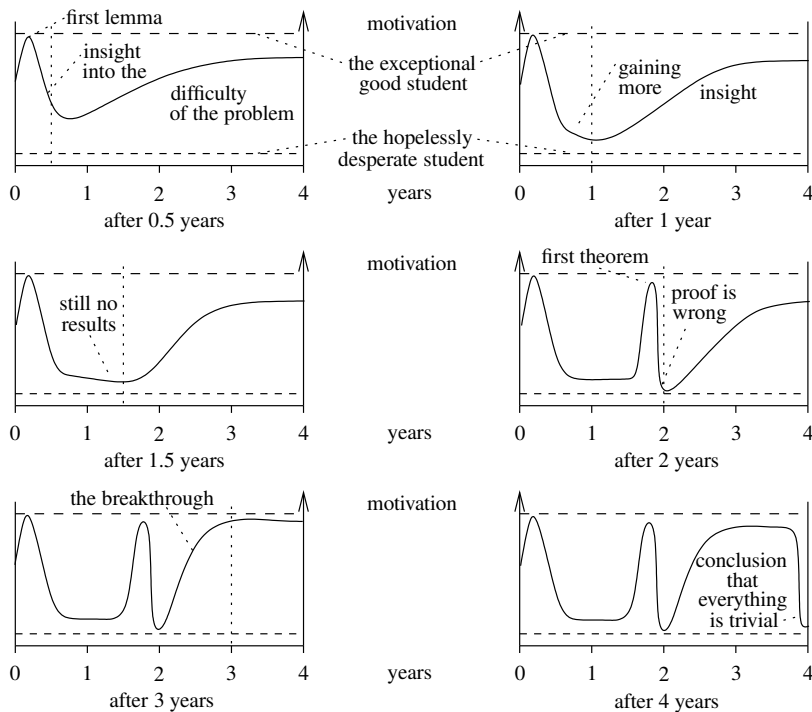 first lemma
insight
into the
difficulty
of the problem
0 1 2 3 4
after 0.5 years
motivation
the exceptional
good student
the hopelessly
desperate student
years
gaining
more
insight
0 1 2 3 4
after 1 year
still no
results
0 1 2 3 4
after 1.5 years
motivation
years
first theorem
proof is
wrong
0 1 2 3 4
after 2 years
the breakthrough
0 1 2 3 4
after 3 years
motivation
years
conclusion
that
everything
is trivial
0 1 2 3 4
after 4 years